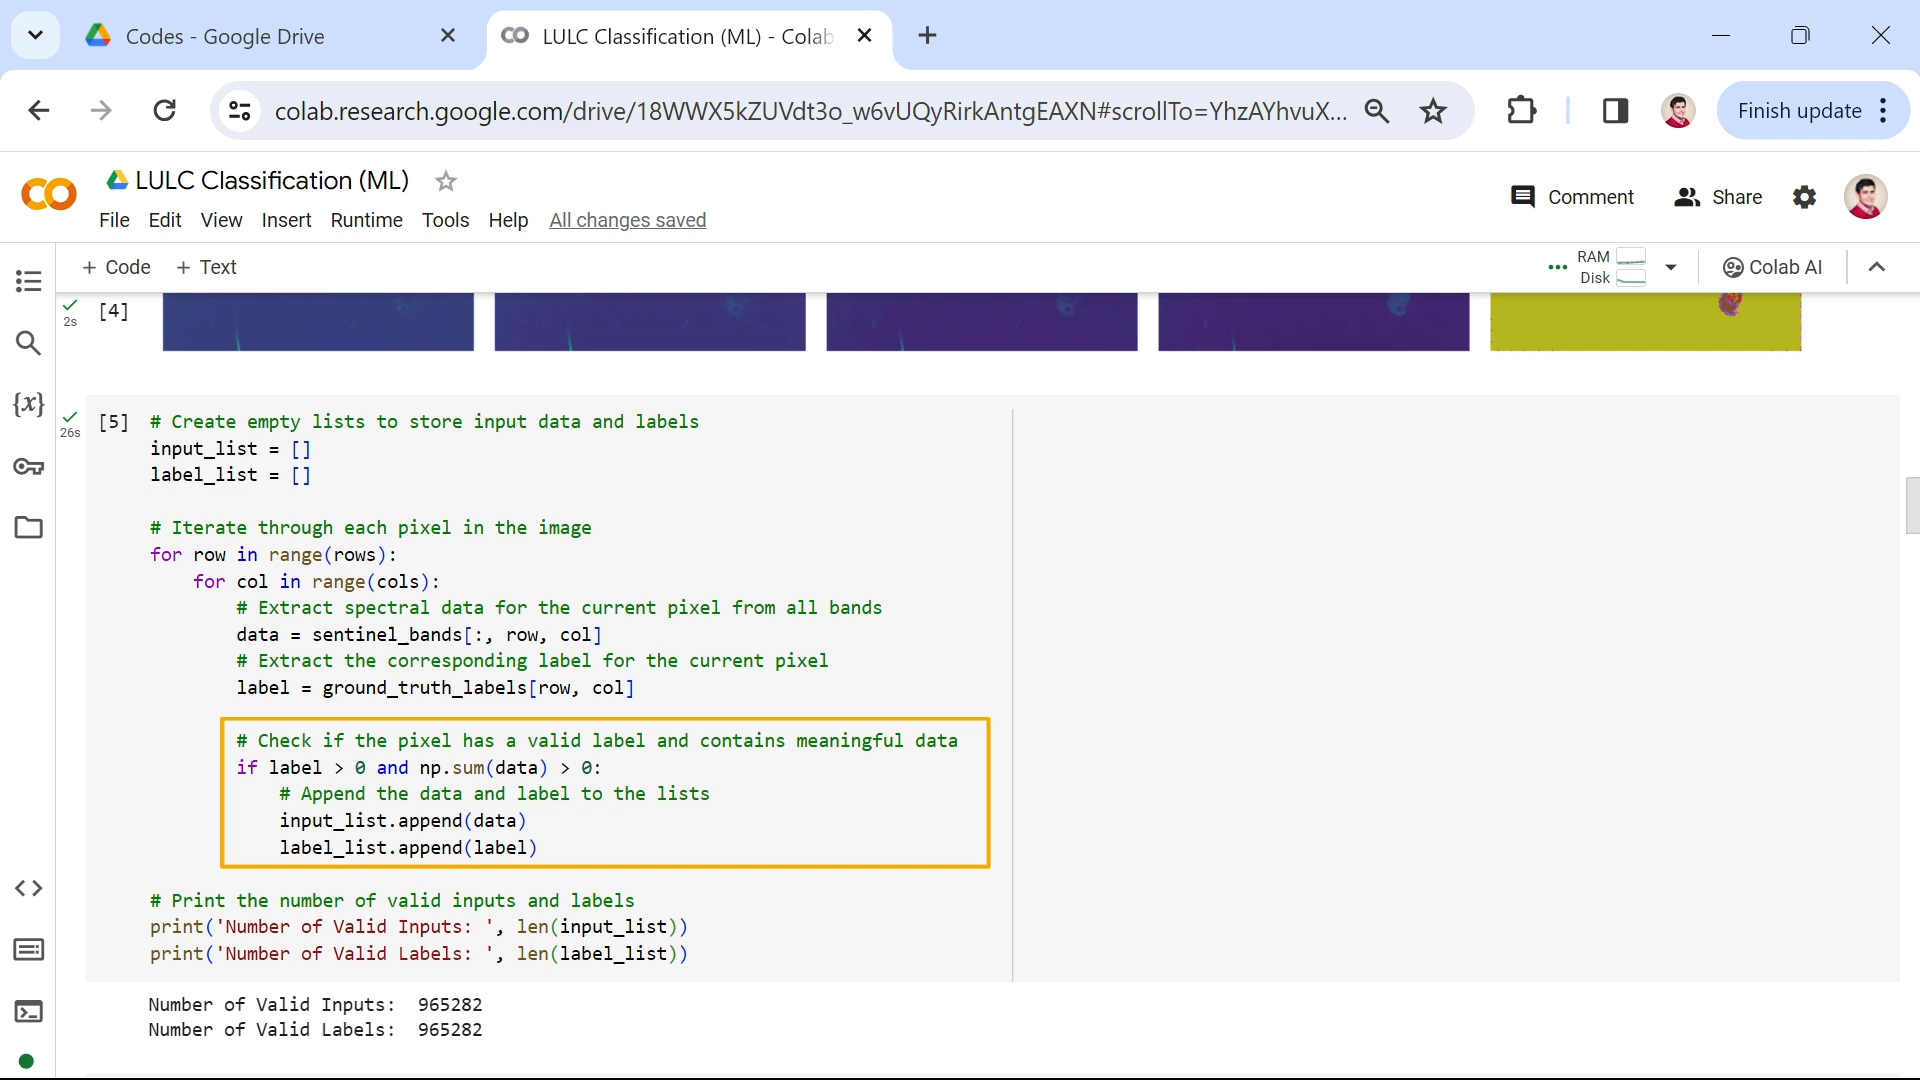 Codes - Google Drive
LULC Classification (ML) - Colab
colab.research.google.com/drive/18WWX5kZUVdt3o_w6vUQyRirkAntgEAXN#scrollTo=YhzAYhvuX...
Finish update
LULC Classification (ML)
File Edit View Insert Runtime Tools Help All changes saved
Comment
Share
+ Code + Text
RAM
Disk
Colab AI
2s
[4]
{x}
26s
[5]
# Create empty lists to store input data and labels
input_list = []
label_list = []
# Iterate through each pixel in the image
for row in range(rows):
for col in range(cols):
# Extract spectral data for the current pixel from all bands
data = sentinel_bands[:, row, col]
# Extract the corresponding label for the current pixel
label = ground_truth_labels[row, col]
# Check if the pixel has a valid label and contains meaningful data
if label > 0 and np.sum(data) > 0:
# Append the data and label to the lists
input_list.append(data)
label_list.append(label)
# Print the number of valid inputs and labels
print('Number of Valid Inputs: ', len(input_list))
print('Number of Valid Labels: ', len(label_list))
Number of Valid Inputs:  965282
Number of Valid Labels:  965282